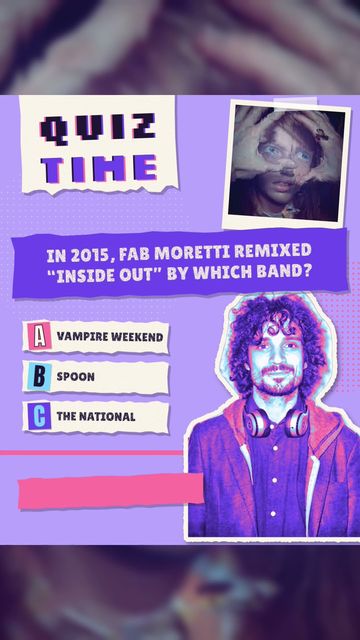 QUIZ
TIME
IN 2015, FAB MORETTI REMIXED
“INSIDE OUT” BY WHICH BAND?
A VAMPIRE WEEKEND
B SPOON
C THE NATIONAL